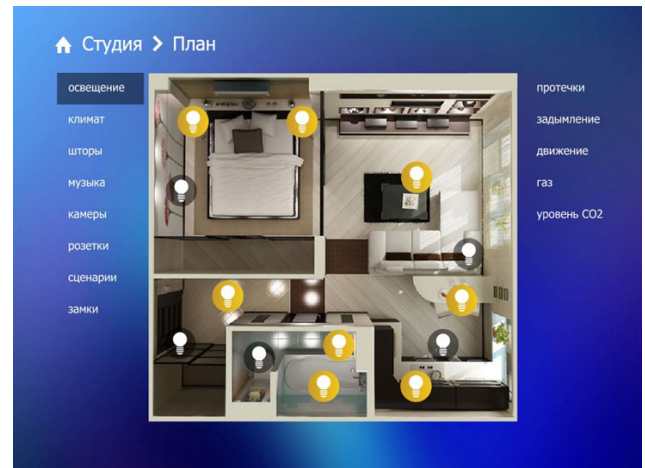 Студия > План
освещение
климат
шторы
музыка
камеры
розетки
сценарии
замки
протечки
задымление
движение
газ
уровень CO2